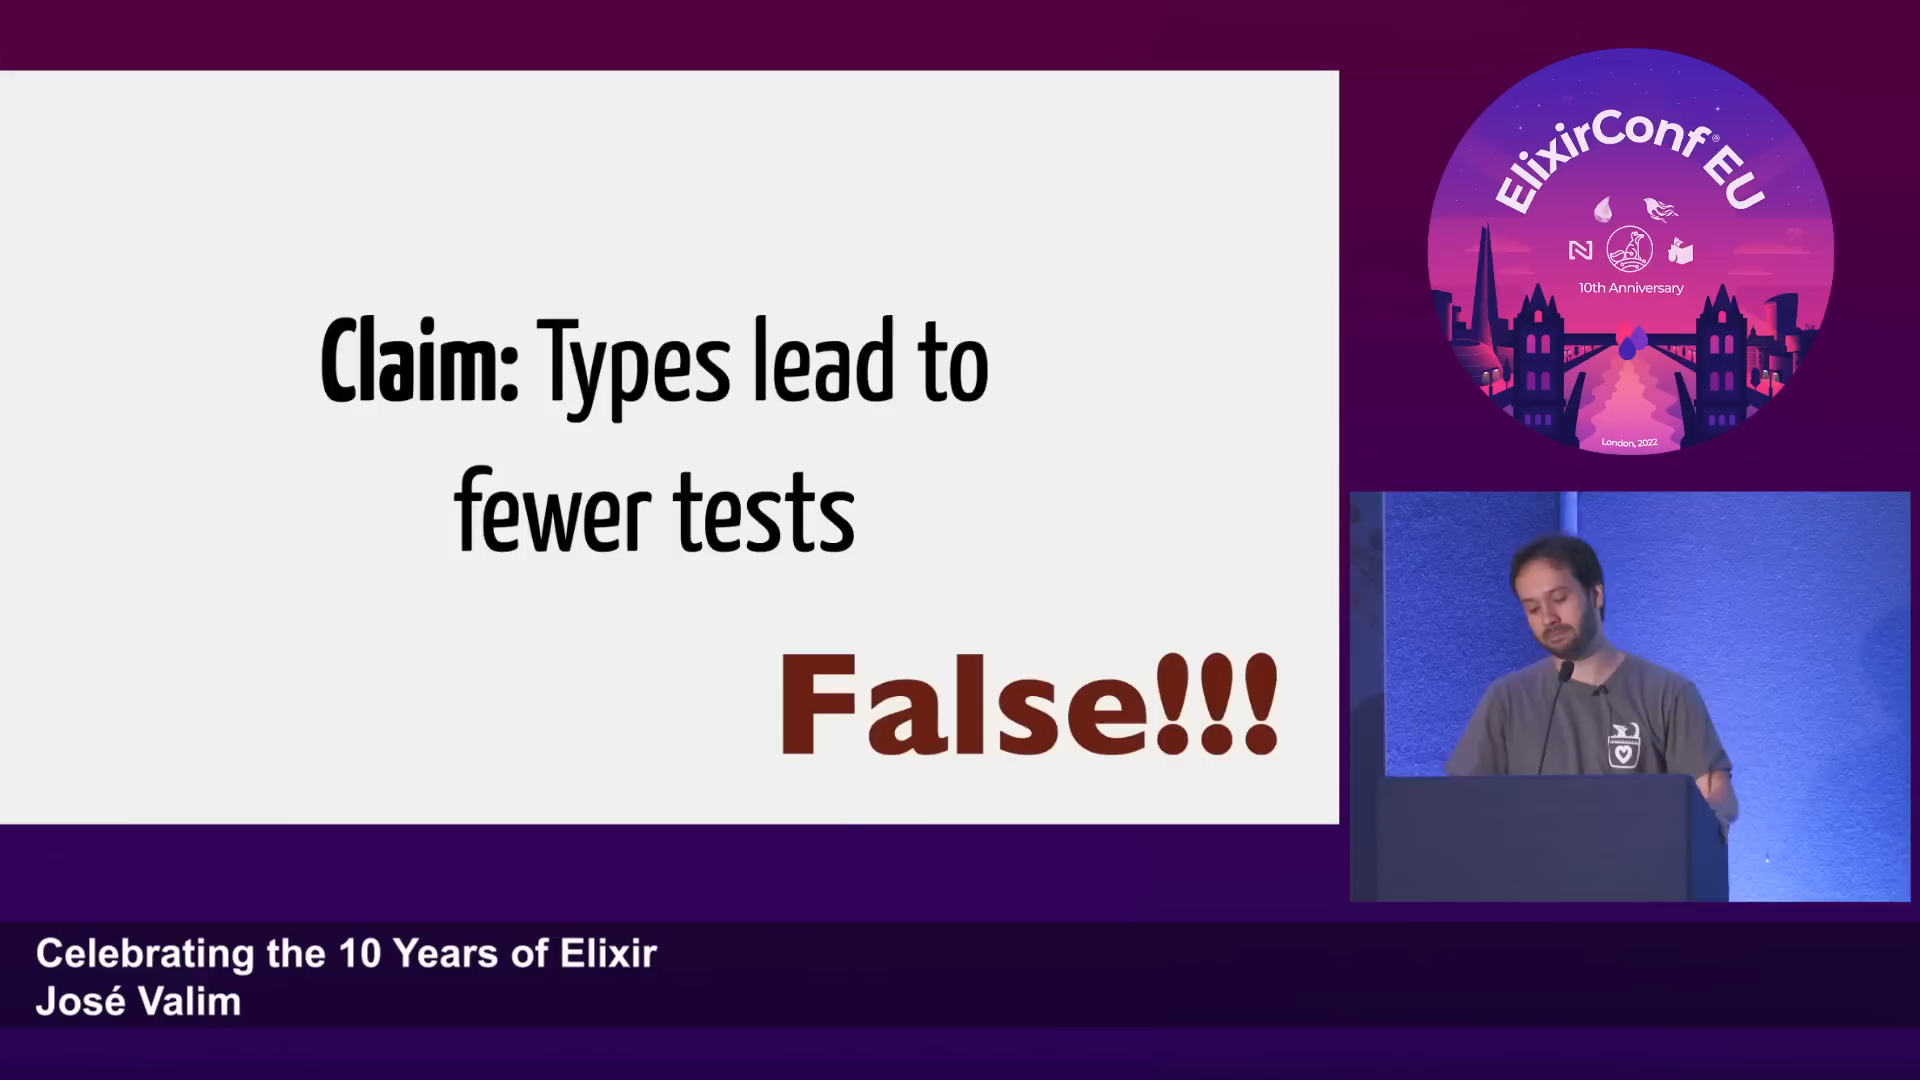 Claim: Types lead to
fewer tests
False!!!
ElixirConf® EU
10th Anniversary
London, 2022
Celebrating the 10 Years of Elixir
José Valim